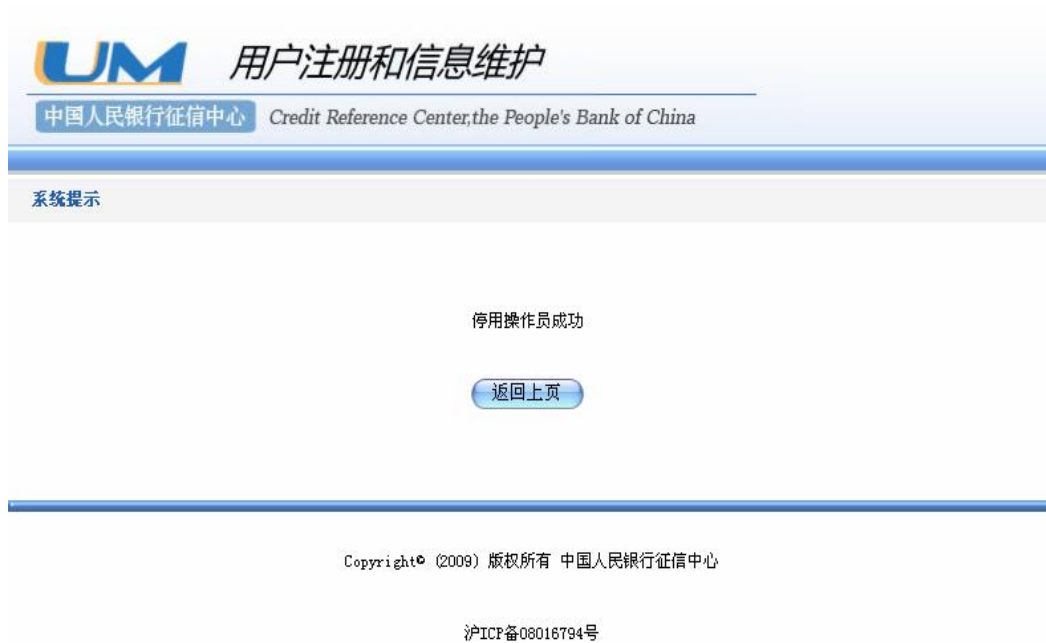 UM 用户注册和信息维护
中国人民银行征信中心 Credit Reference Center,the People's Bank of China
系统提示
停用操作员成功
返回上页
Copyright© (2009) 版权所有 中国人民银行征信中心
沪ICP备08016794号